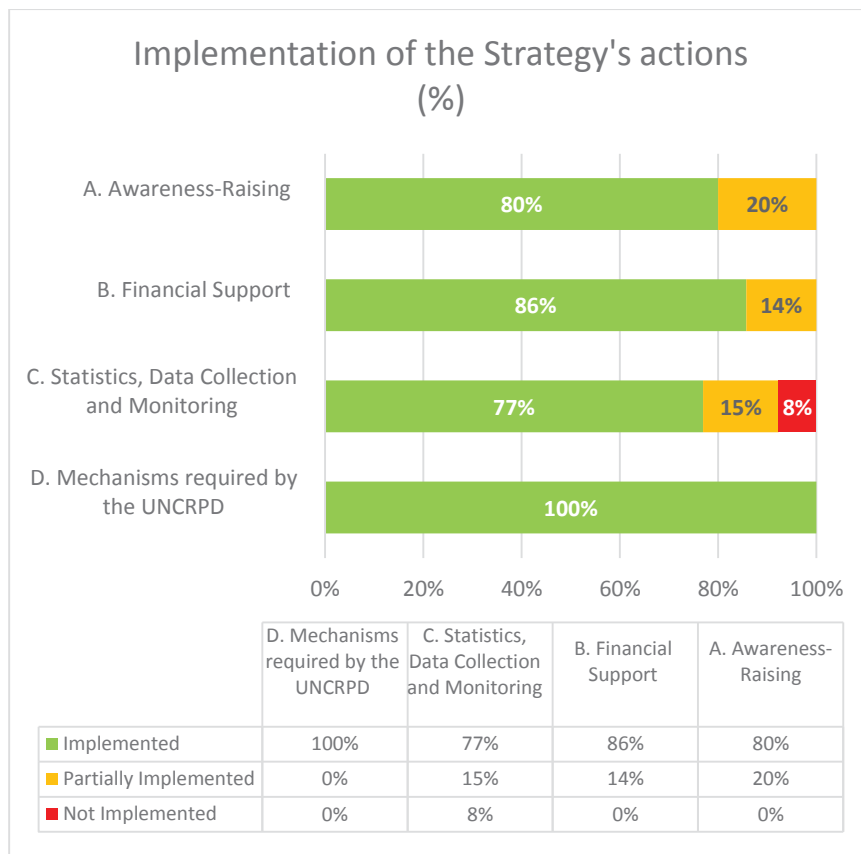 Implementation of the Strategy's actions
(%)
A. Awareness-Raising
80%
20%
B. Financial Support
86%
14%
C. Statistics, Data Collection
and Monitoring
77%
15%
8%
D. Mechanisms required by
the UNCRPD
100%
0% 20% 40% 60% 80% 100%
D. Mechanisms
required by the
UNCRPD
C. Statistics,
Data Collection
and Monitoring
B. Financial
Support
A. Awareness-
Raising
Implemented 100% 77% 86% 80%
Partially Implemented 0% 15% 14% 20%
Not Implemented 0% 8% 0% 0%